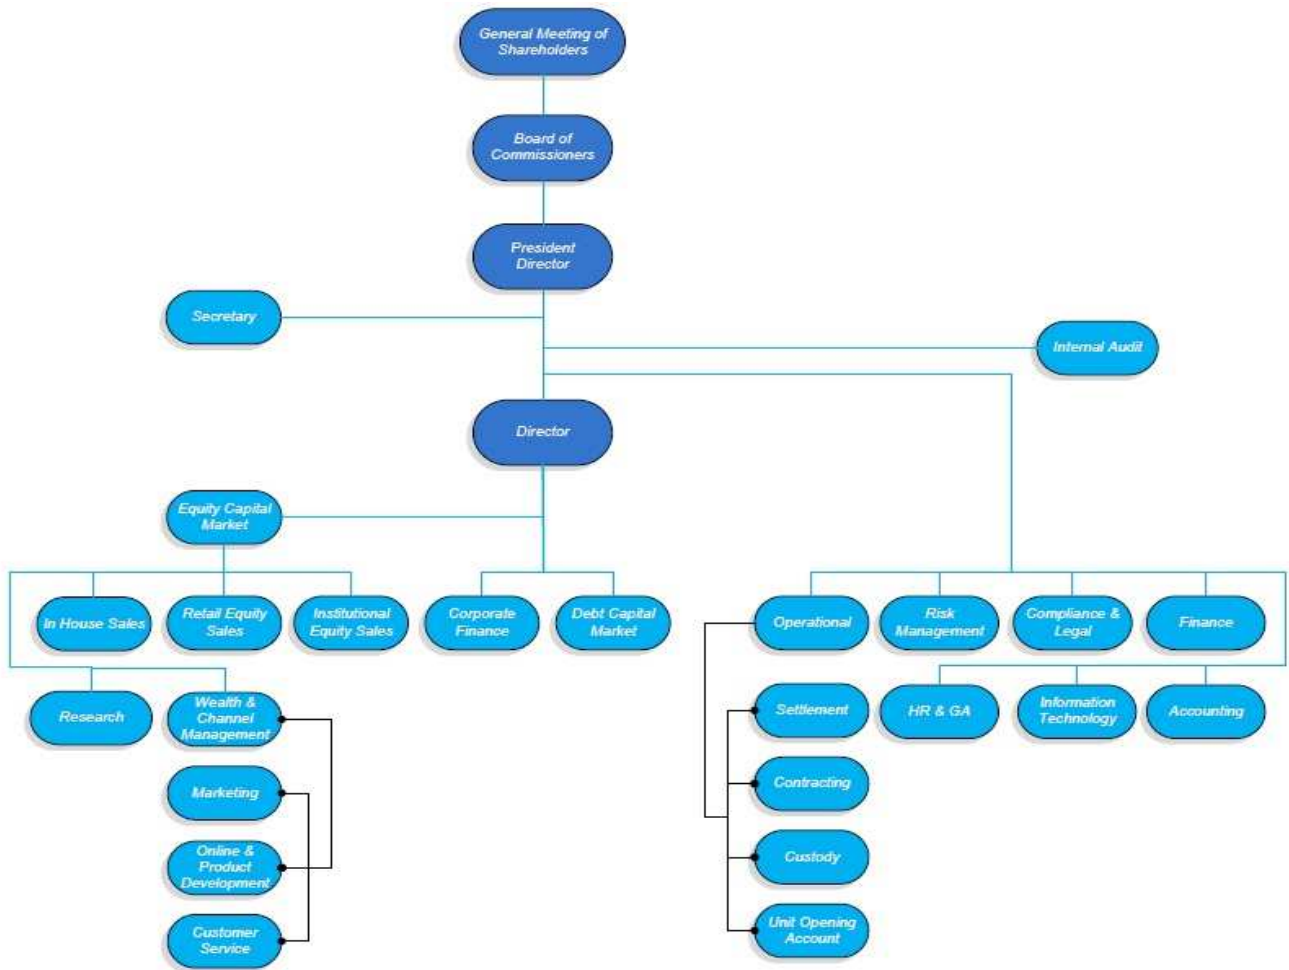 General Meeting of
Shareholders
Board of
Commissioners
President
Director
Secretary
Internal Audit
Director
Equity Capital
Market
In House Sales
Retail Equity
Sales
Institutional
Equity Sales
Corporate
Finance
Debt Capital
Market
Operational
Risk
Management
Compliance &
Legal
Finance
Research
Wealth &
Channel
Management
Settlement
HR & GA
Information
Technology
Accounting
Marketing
Contracting
Online &
Product
Development
Custody
Customer
Service
Unit Opening
Account